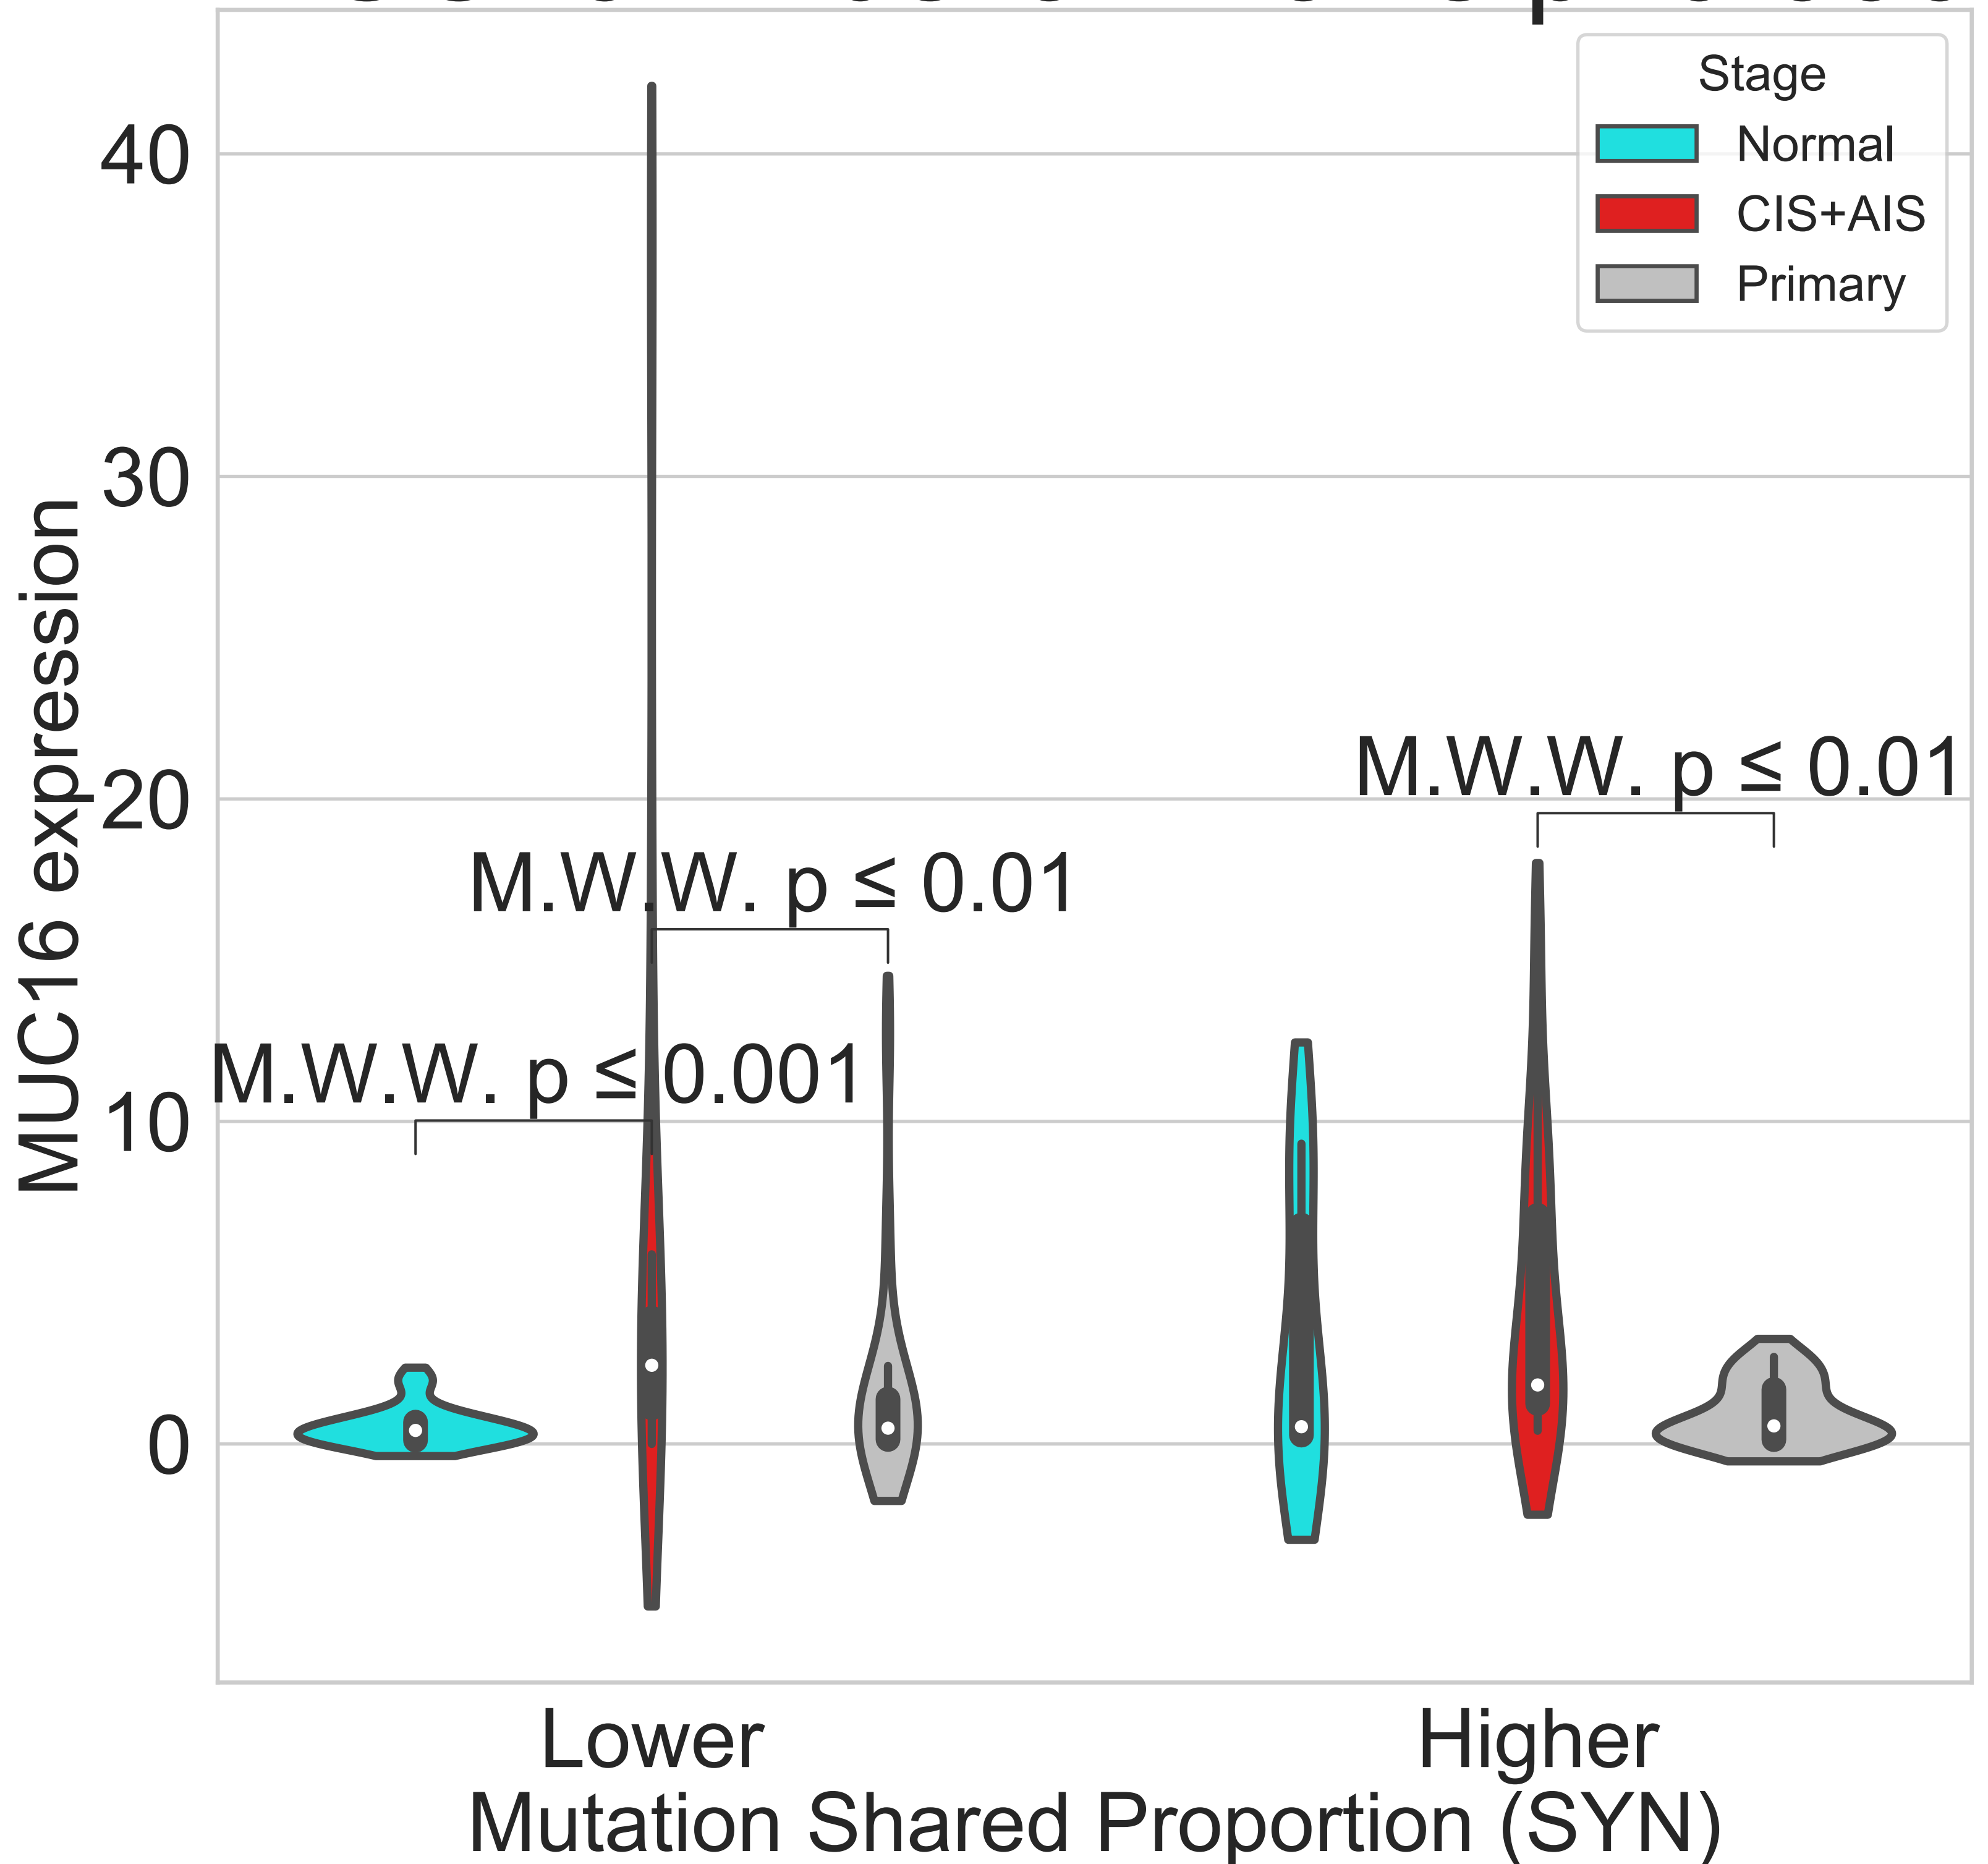 Stage
Normal
CIS+AIS
Primary
40
30
20
10
0
MUC16 expression
M.W.W. p ≤ 0.01
M.W.W. p ≤ 0.01
M.W.W. p ≤ 0.001
Lower
Higher
Mutation Shared Proportion (SYN)